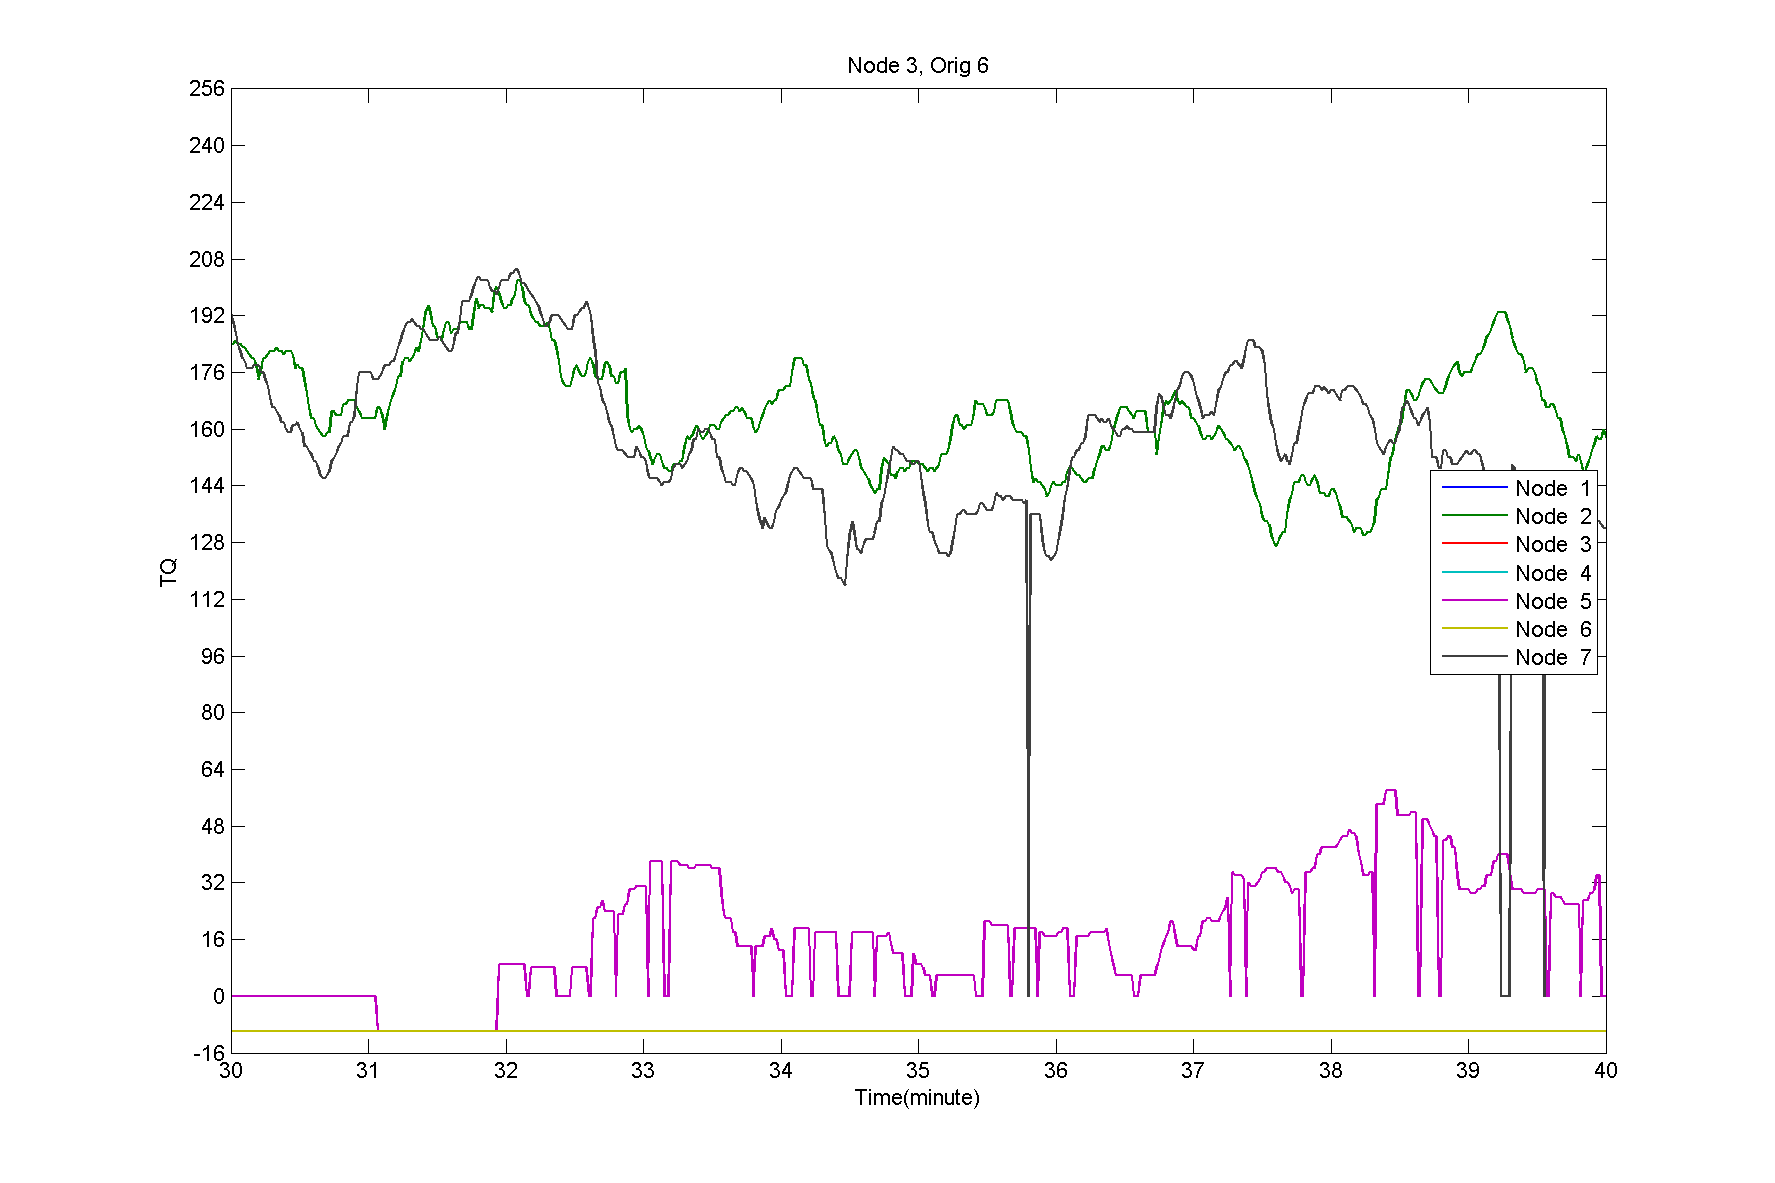 Node 3, Orig 6
256
240
224
208
192
176
160
144
128
112
96
80
64
48
32
16
0
-16
TQ
Node 1
Node 2
Node 3
Node 4
Node 5
Node 6
Node 7
30 31 32 33 34 35 36 37 38 39 40
Time(minute)